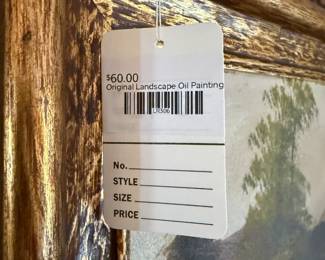 $60.00
Original Landscape Oil Painting
No.
STYLE
SIZE
PRICE